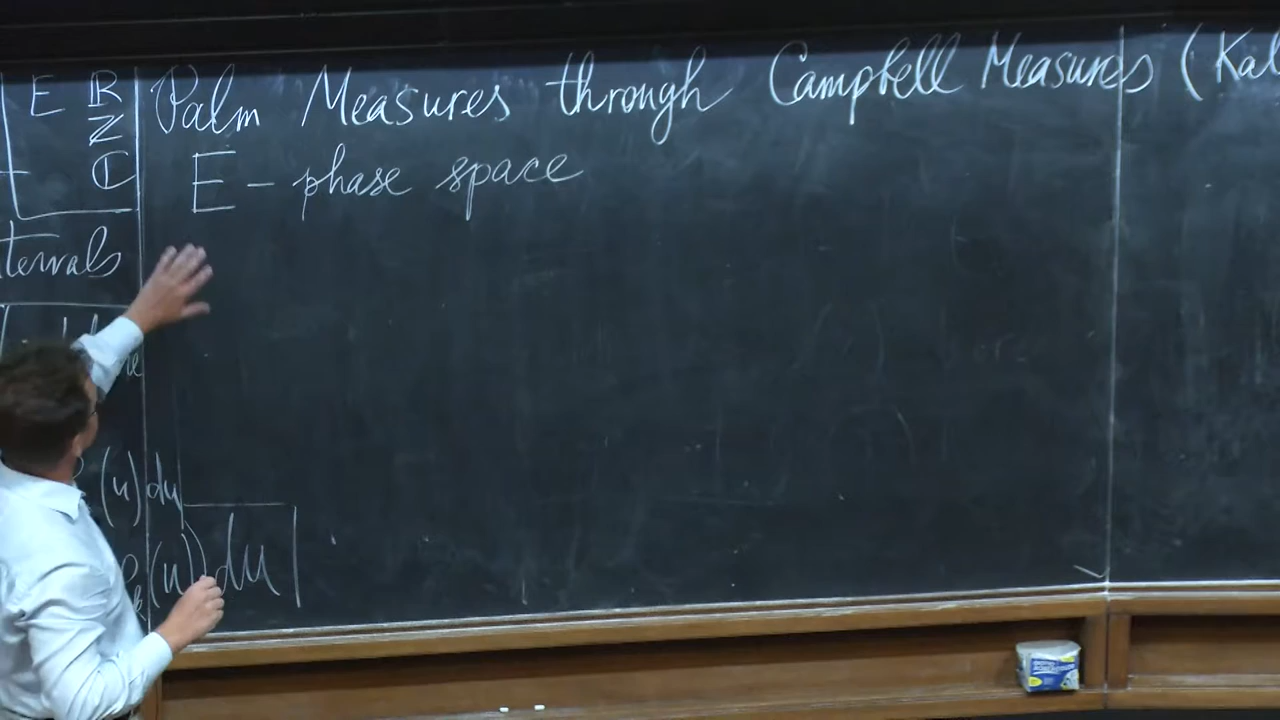 E ℝ
ℤ
ℂ
tervals
(u) du
(u)) du
Palm Measures through Campbell Measures (Kal
E – phase space